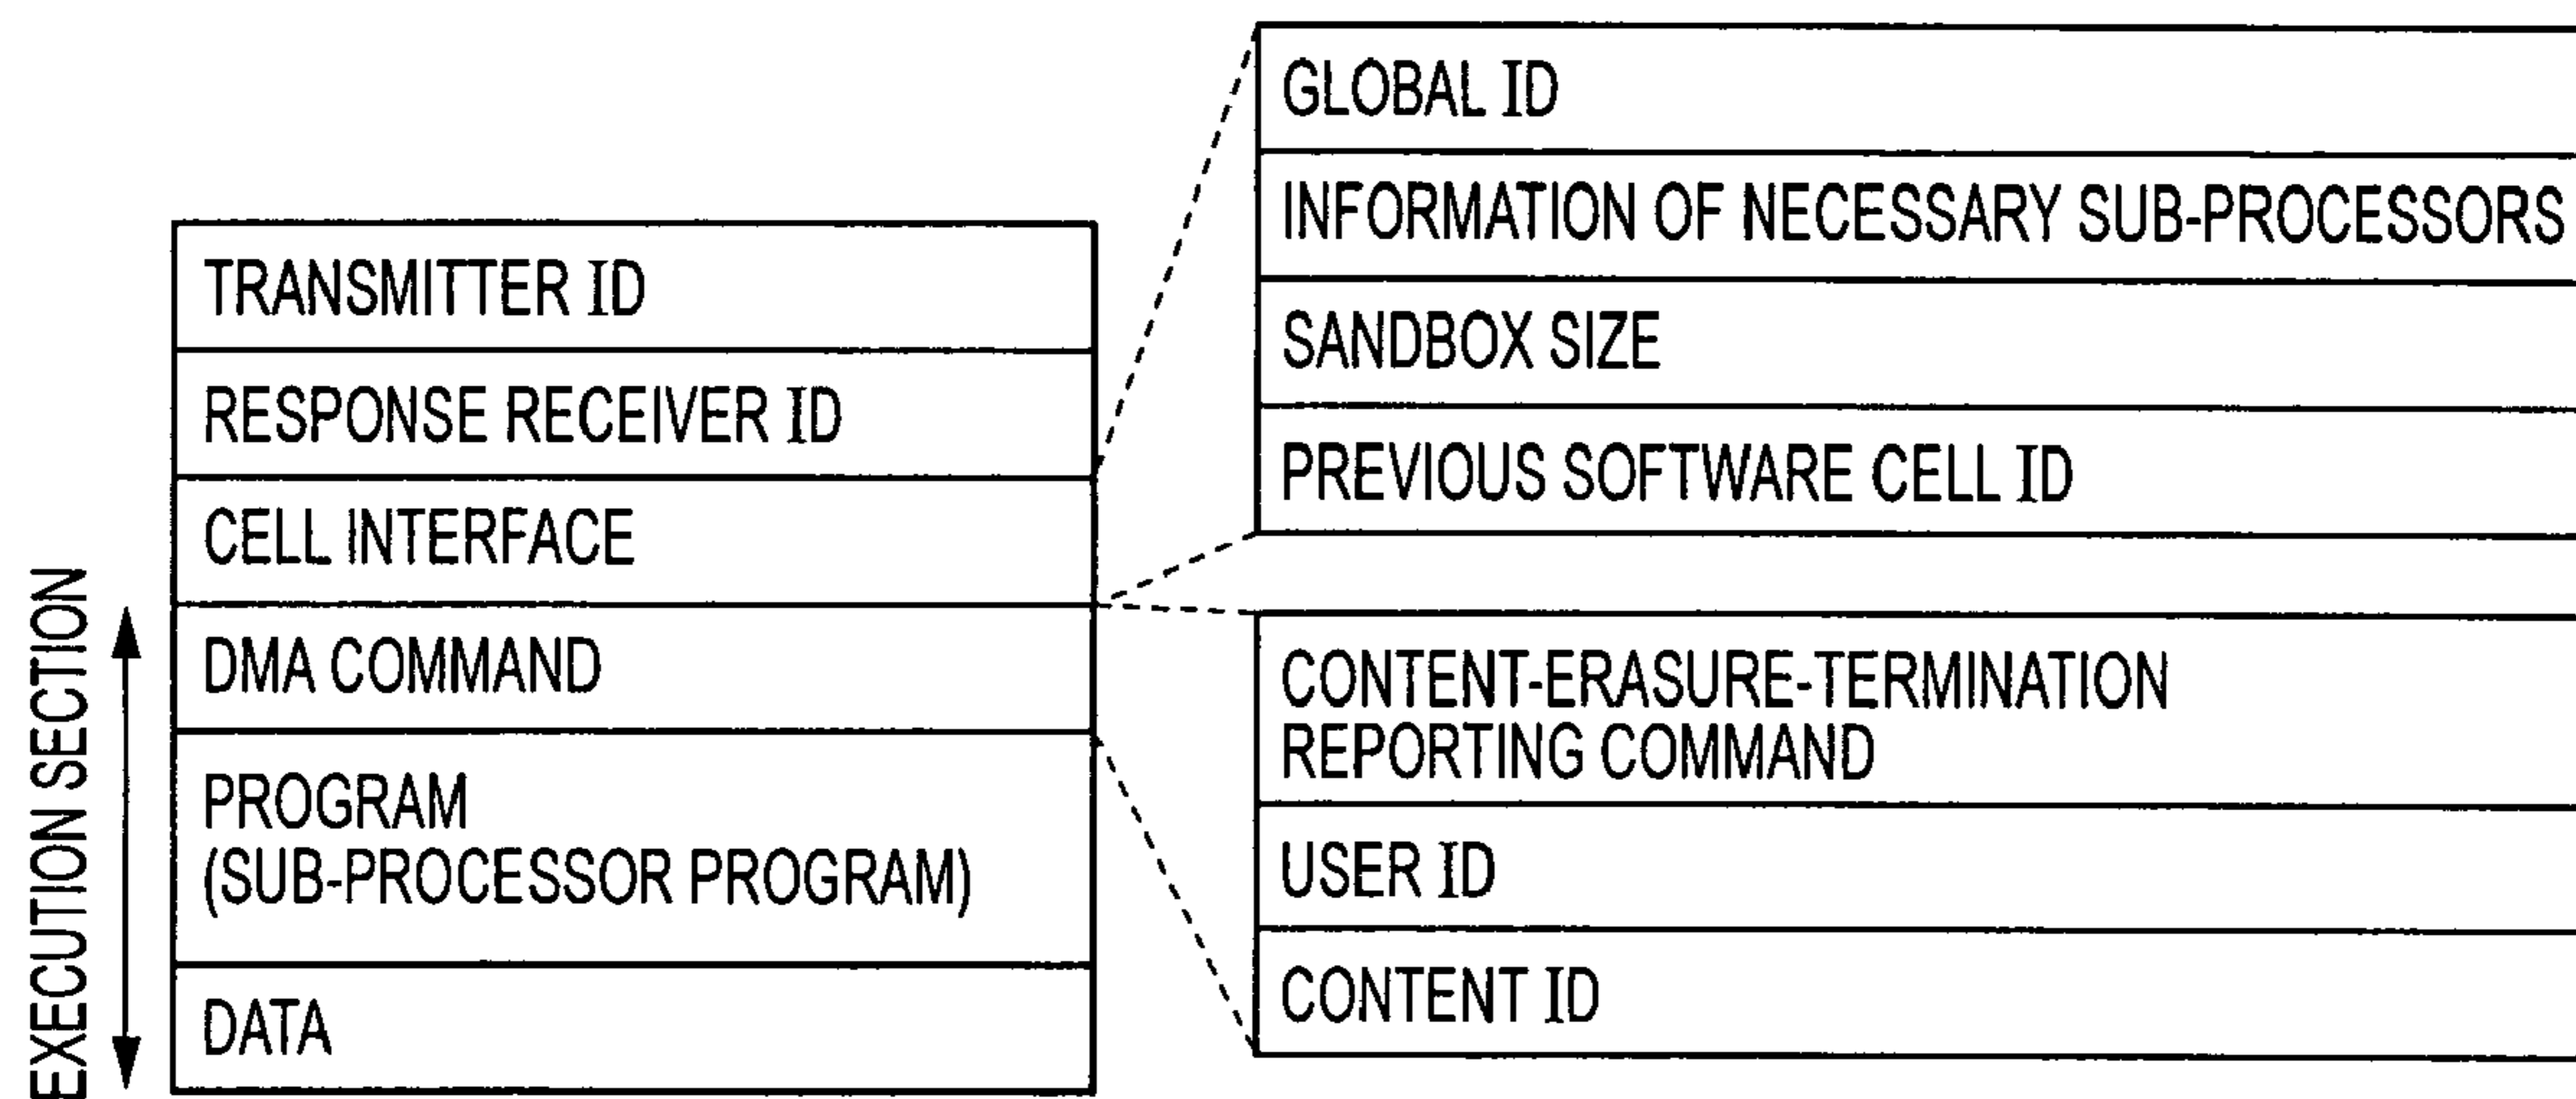 EXECUTION SECTION
TRANSMITTER ID
RESPONSE RECEIVER ID
CELL INTERFACE
DMA COMMAND
PROGRAM
(SUB-PROCESSOR PROGRAM)
DATA
GLOBAL ID
INFORMATION OF NECESSARY SUB-PROCESSORS
SANDBOX SIZE
PREVIOUS SOFTWARE CELL ID
CONTENT-ERASURE-TERMINATION
REPORTING COMMAND
USER ID
CONTENT ID